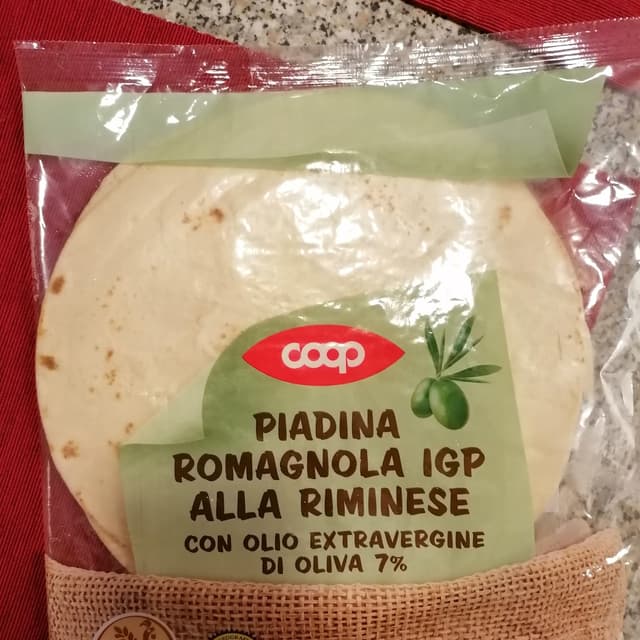 coop
PIADINA
ROMAGNOLA IGP
ALLA RIMINESE
CON OLIO EXTRAVERGINE
DI OLIVA 7%